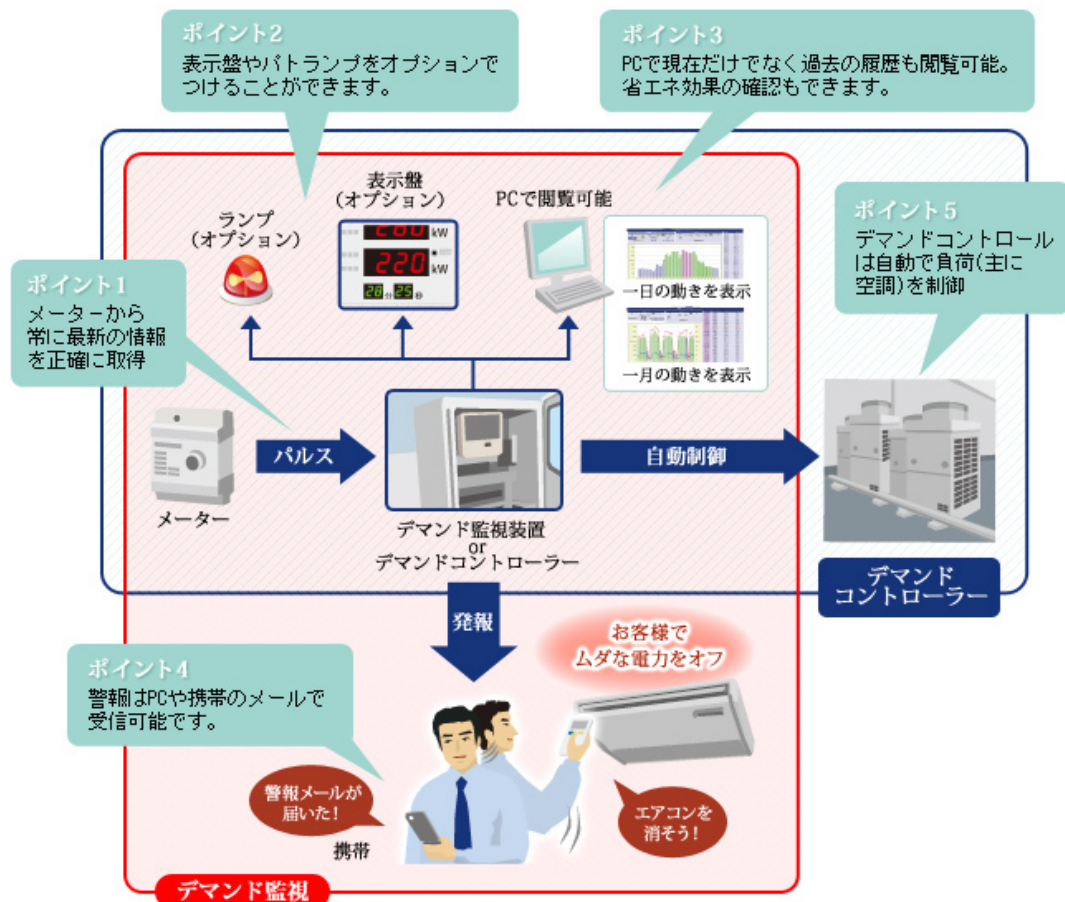 ポイント2
表示盤やパトランプをオプションで
つけることができます。
ポイント3
PCで現在だけでなく過去の履歴も閲覧可能。
省エネ効果の確認もできます。
表示盤
(オプション)
PCで閲覧可能
ランプ
(オプション)
kW
220 kW
28 分 25 秒
一日の動きを表示
一月の動きを表示
ポイント5
デマンドコントロール
は自動で負荷(主に
空調)を制御
ポイント1
メーターから
常に最新の情報
を正確に取得
パルス
自動制御
メーター
デマンド監視装置
or
デマンドコントローラー
デマンド
コントローラー
発報
お客様で
ムダな電力をオフ
ポイント4
警報はPCや携帯のメールで
受信可能です。
警報メールが
届いた!
エアコンを
消そう!
携帯
デマンド監視